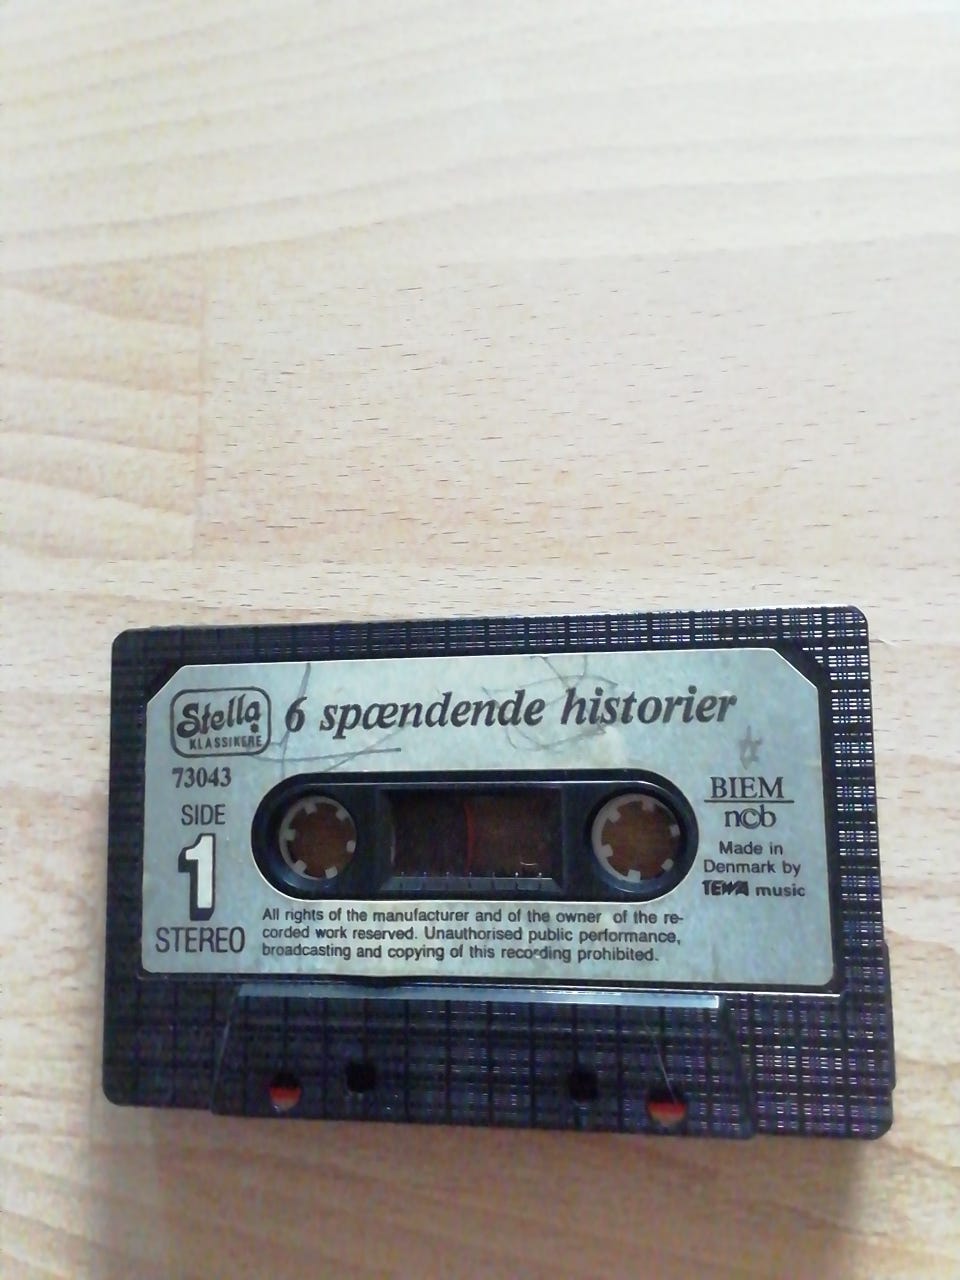 Stella
KLASSIKERE
6 spændende historier
73043
SIDE
1
STEREO
BIEM
ncb
Made in
Denmark by
TEWA music
All rights of the manufacturer and of the owner of the re-
corded work reserved. Unauthorised public performance,
broadcasting and copying of this recording prohibited.